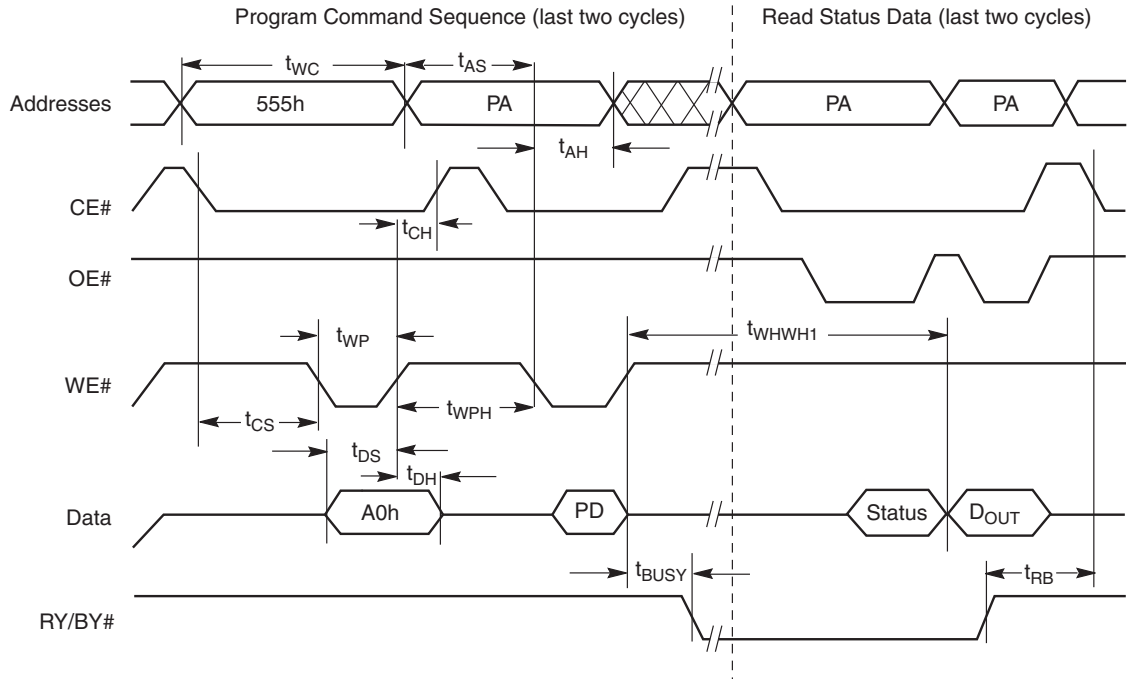 Program Command Sequence (last two cycles)
Read Status Data (last two cycles)
tWC
tAS
Addresses
555h
PA
PA
PA
tAH
CE#
tCH
OE#
tWP
tWHWH1
WE#
tCS
tWPH
tDS
tDH
Data
A0h
PD
Status
DOUT
tBUSY
tRB
RY/BY#